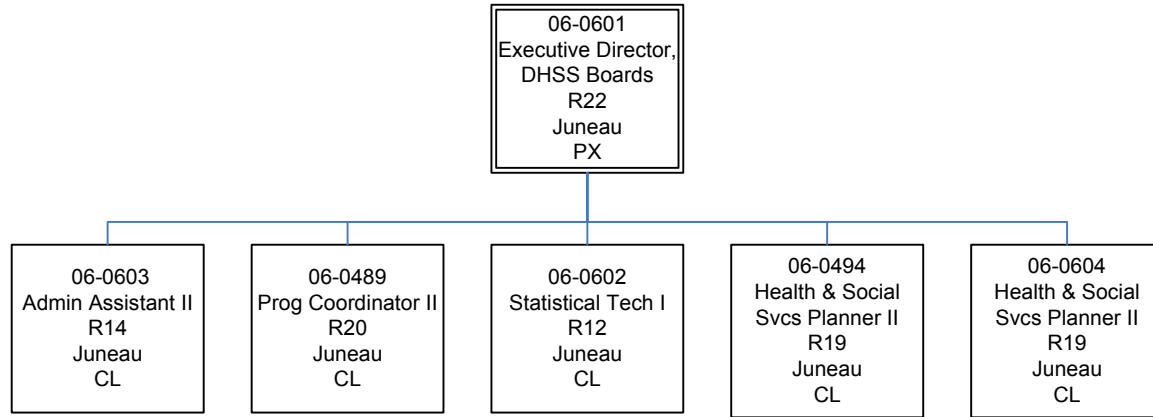 06-0601
Executive Director,
DHSS Boards
R22
Juneau
PX
06-0603
Admin Assistant II
R14
Juneau
CL
06-0489
Prog Coordinator II
R20
Juneau
CL
06-0602
Statistical Tech I
R12
Juneau
CL
06-0494
Health & Social
Svcs Planner II
R19
Juneau
CL
06-0604
Health & Social
Svcs Planner II
R19
Juneau
CL